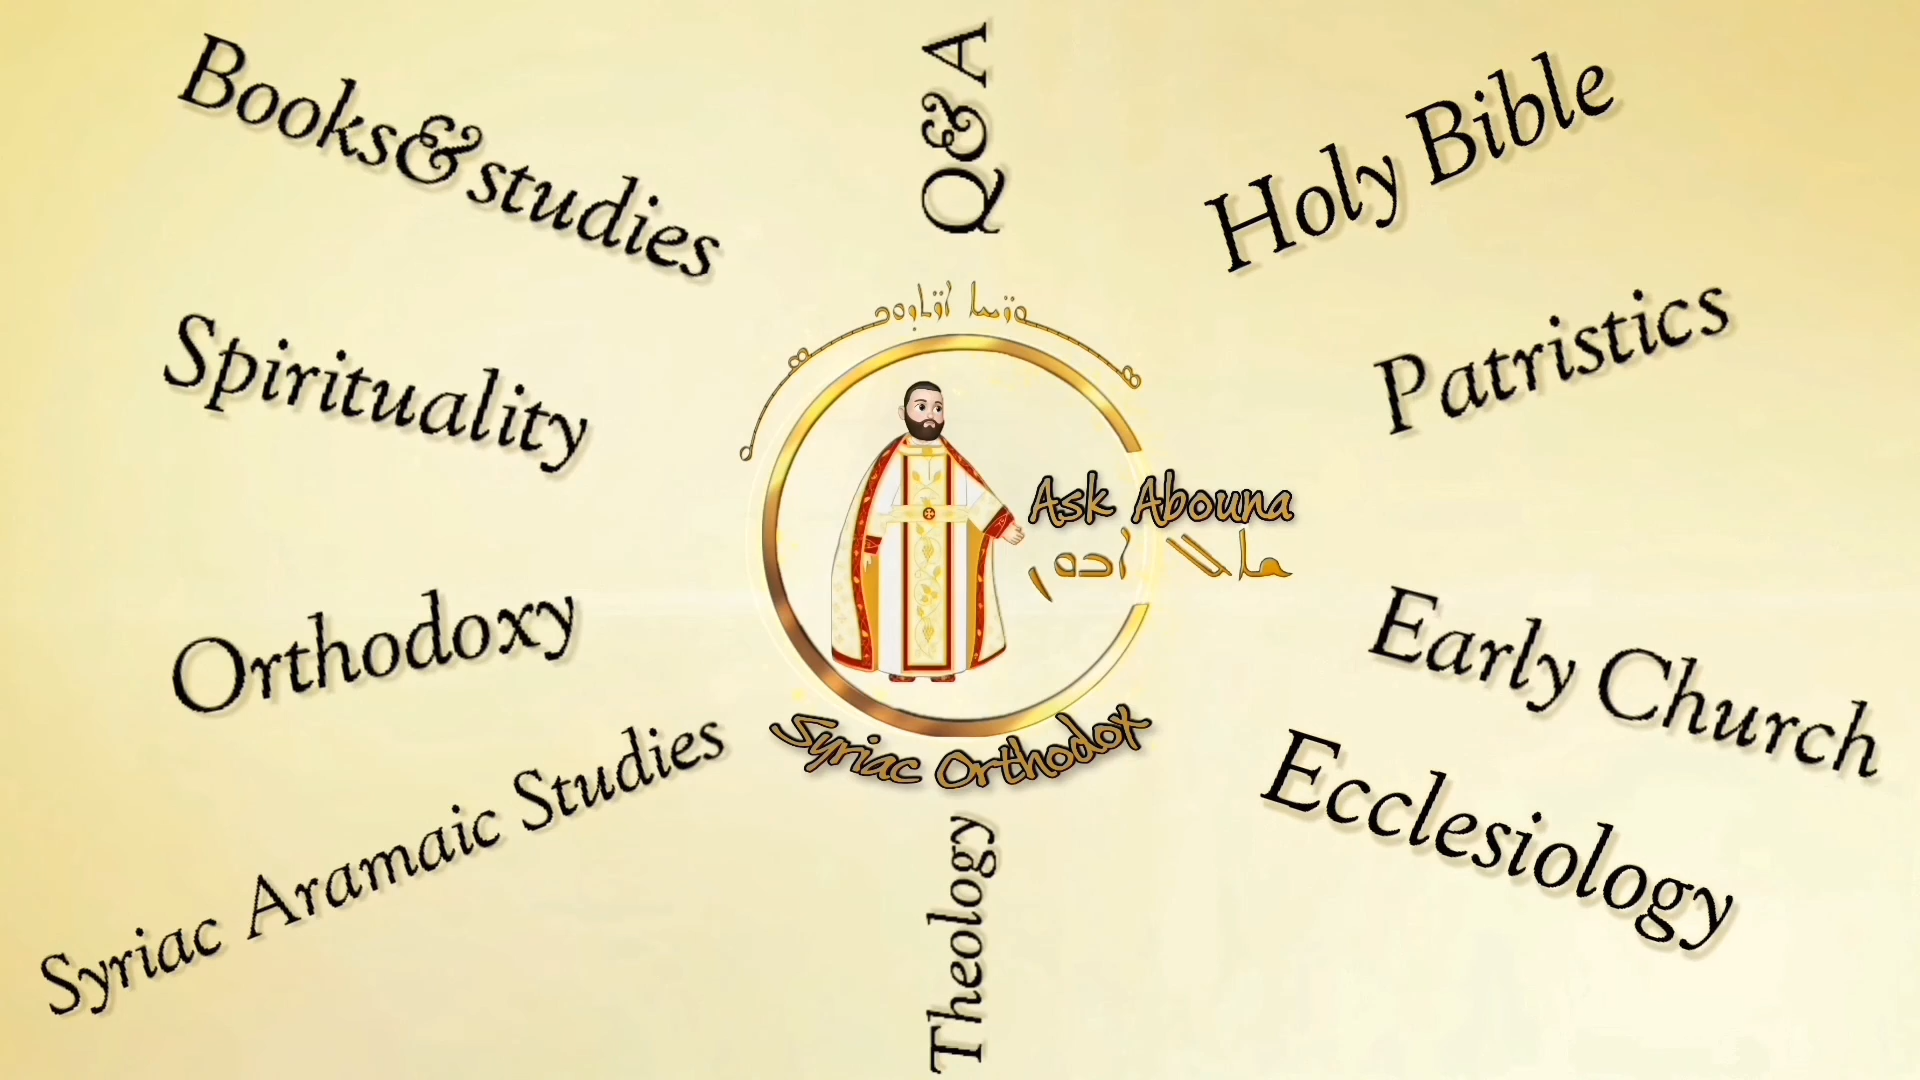 Q&A
Books& studies
Holy Bible
Spirituality
Patristics
Ask Abouna
Orthodoxy
Early Church
Syriac Orthodox
Syriac Aramaic Studies
Ecclesiology
Theology